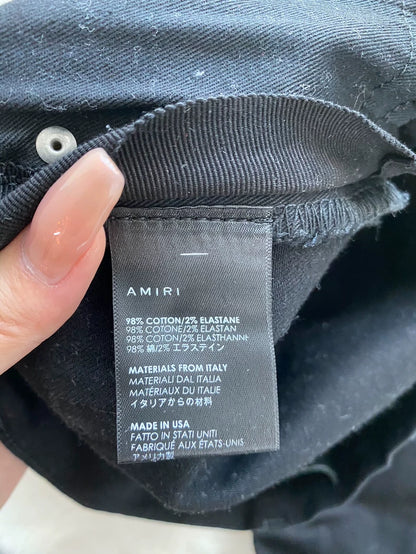 AMIRI
98% COTTON/2% ELASTANE
98% COTONE/2% ELASTAN
98% COTTON/2% ELASTHANNE
98% 綿/2% エラステイン
MATERIALS FROM ITALY
MATERIALI DAL ITALIA
MATÉRIAUX DU ITALIE
イタリアからの材料
MADE IN USA
FATTO IN STATI UNITI
FABRIQUÉ AUX ÉTATS-UNIS
アメリカ製